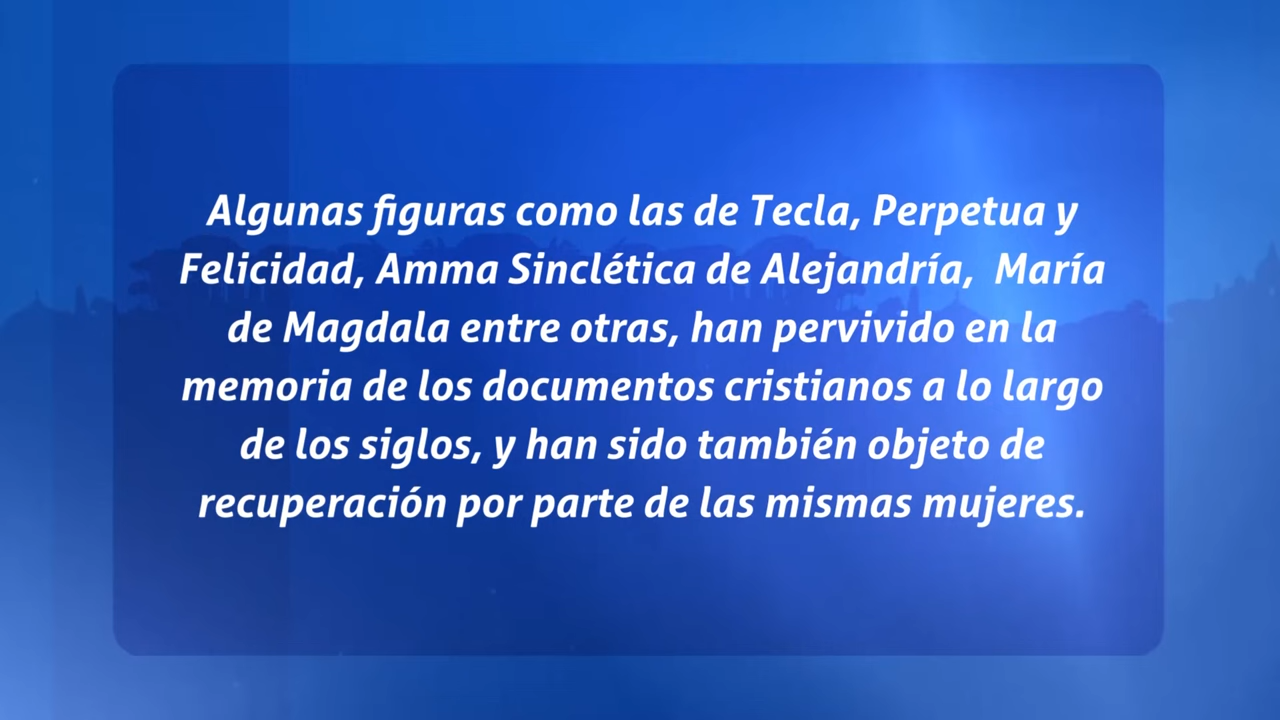 Algunas figuras como las de Tecla, Perpetua y
Felicidad, Amma Sinclética de Alejandría,  María
de Magdala entre otras, han pervivido en la
memoria de los documentos cristianos a lo largo
de los siglos, y han sido también objeto de
recuperación por parte de las mismas mujeres.